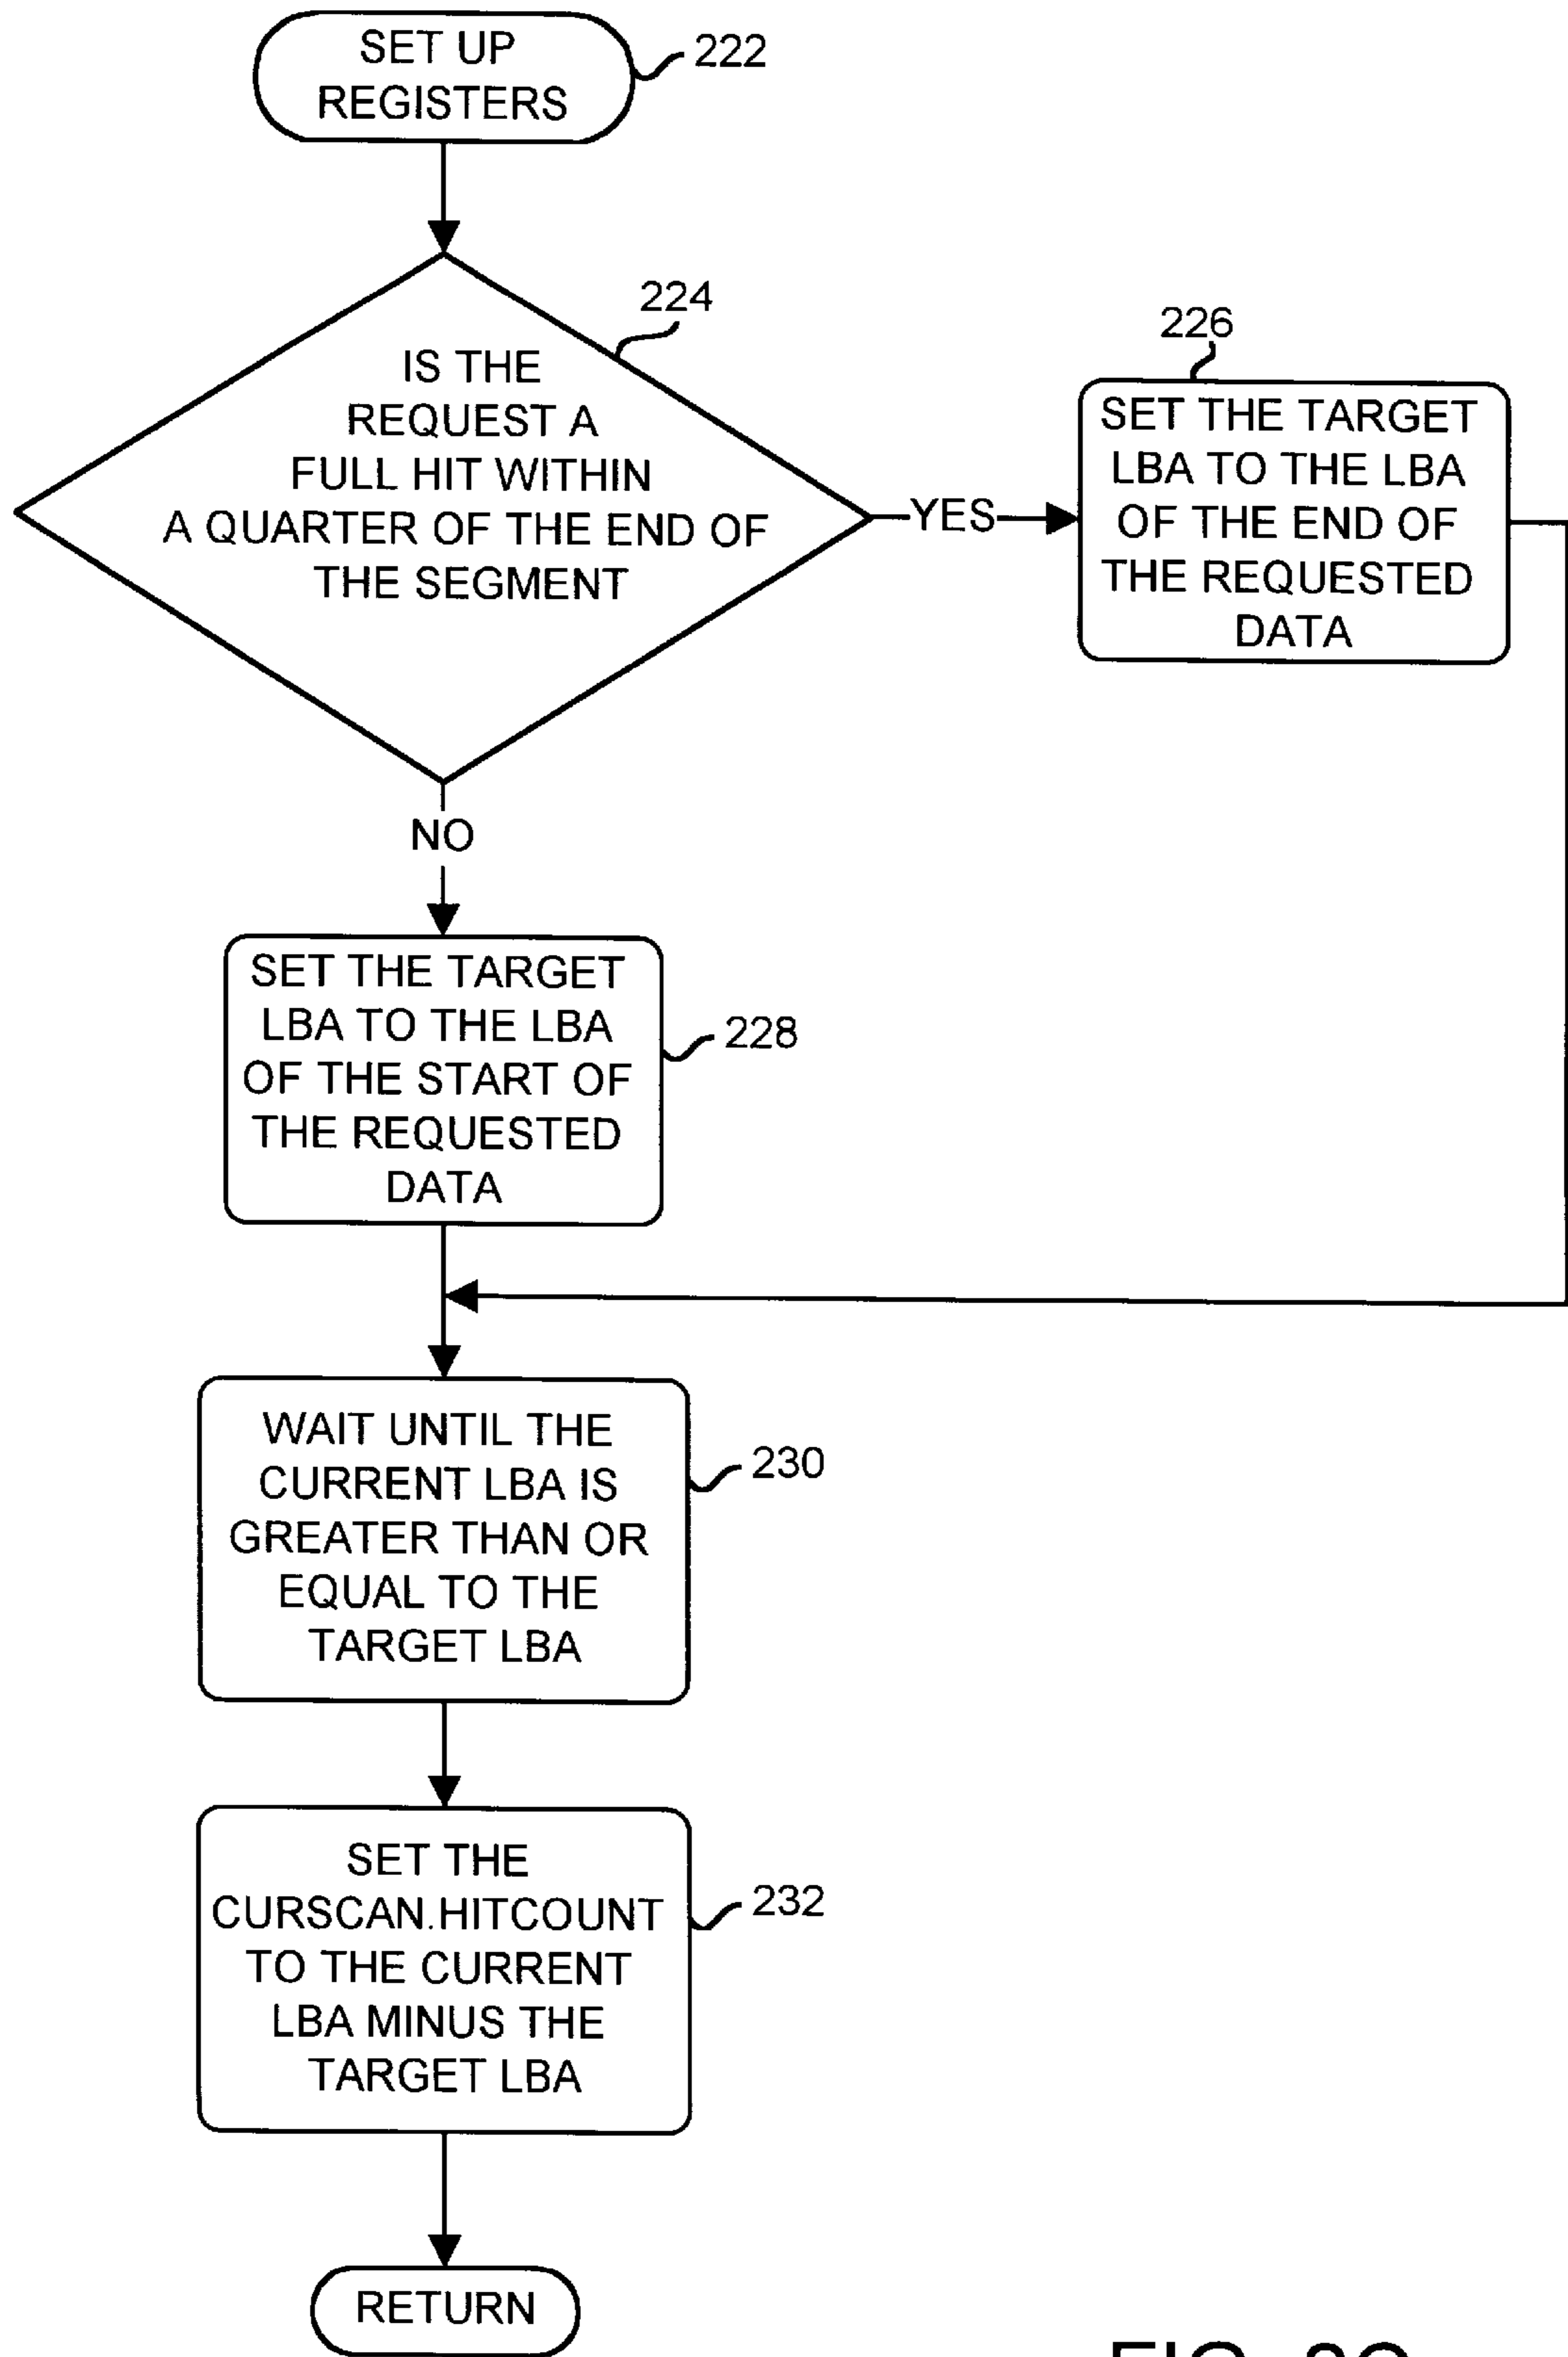 SET UP
REGISTERS
222
224
IS THE
REQUEST A
FULL HIT WITHIN
A QUARTER OF THE END OF
THE SEGMENT
YES
226
SET THE TARGET
LBA TO THE LBA
OF THE END OF
THE REQUESTED
DATA
NO
SET THE TARGET
LBA TO THE LBA
OF THE START OF
THE REQUESTED
DATA
228
WAIT UNTIL THE
CURRENT LBA IS
GREATER THAN OR
EQUAL TO THE
TARGET LBA
230
SET THE
CURSCAN.HITCOUNT
TO THE CURRENT
LBA MINUS THE
TARGET LBA
232
RETURN